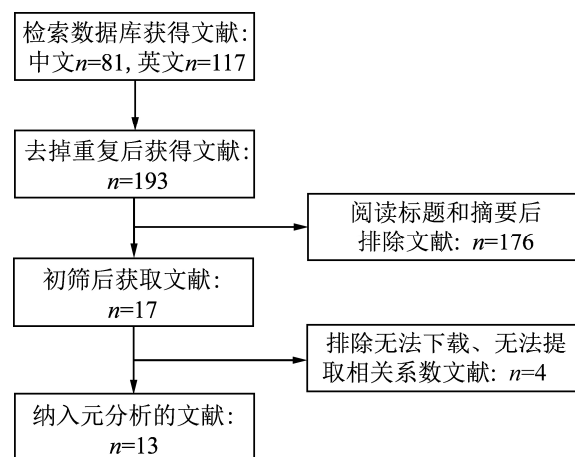 检索数据库获得文献:
中文n=81, 英文n=117
去掉重复后获得文献:
n=193
阅读标题和摘要后
排除文献: n=176
初筛后获取文献:
n=17
排除无法下载、无法提
取相关系数文献: n=4
纳入元分析的文献:
n=13